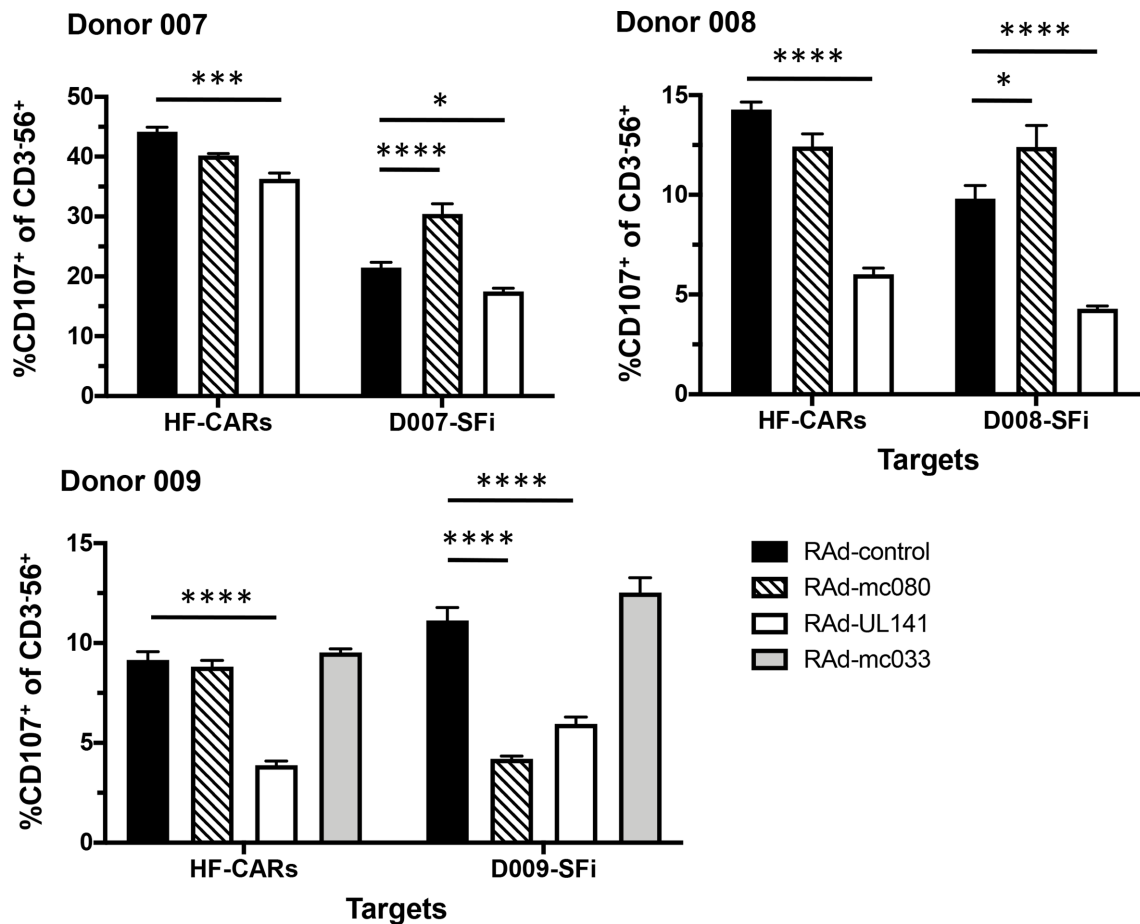 Donor 007
***
*
****
%CD107⁺ of CD3⁻56⁺
50
40
30
20
10
0
HF-CARs
D007-SFi
Donor 008
****
****
*
%CD107⁺ of CD3⁻56⁺
15
10
5
0
HF-CARs
D008-SFi
Targets
Donor 009
****
****
****
%CD107⁺ of CD3⁻56⁺
15
10
5
0
HF-CARs
D009-SFi
Targets
RAd-control
RAd-mc080
RAd-UL141
RAd-mc033